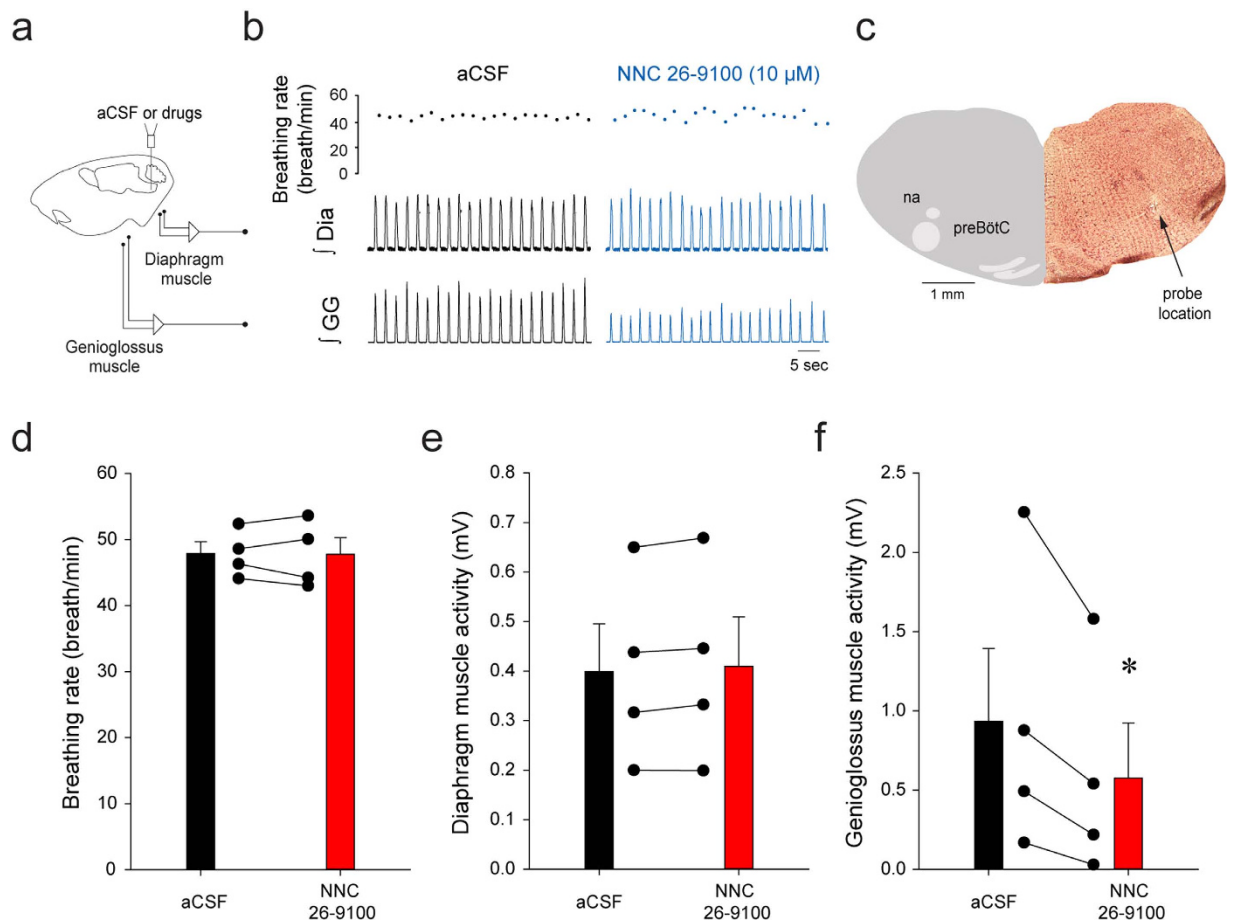 a
aCSF or drugs
Diaphragm
muscle
Genioglossus
muscle
b
aCSF
NNC 26-9100 (10 µM)
Breathing rate
(breath/min)
60
40
20
0
∫ Dia
∫ GG
5 sec
c
na
preBötC
1 mm
probe
location
d
Breathing rate (breath/min)
60
50
40
30
20
10
0
aCSF
NNC
26-9100
e
Diaphragm muscle activity (mV)
0.8
0.7
0.6
0.5
0.4
0.3
0.2
0.1
0.0
aCSF
NNC
26-9100
f
Genioglossus muscle activity (mV)
2.5
2.0
1.5
1.0
0.5
0.0
*
aCSF
NNC
26-9100